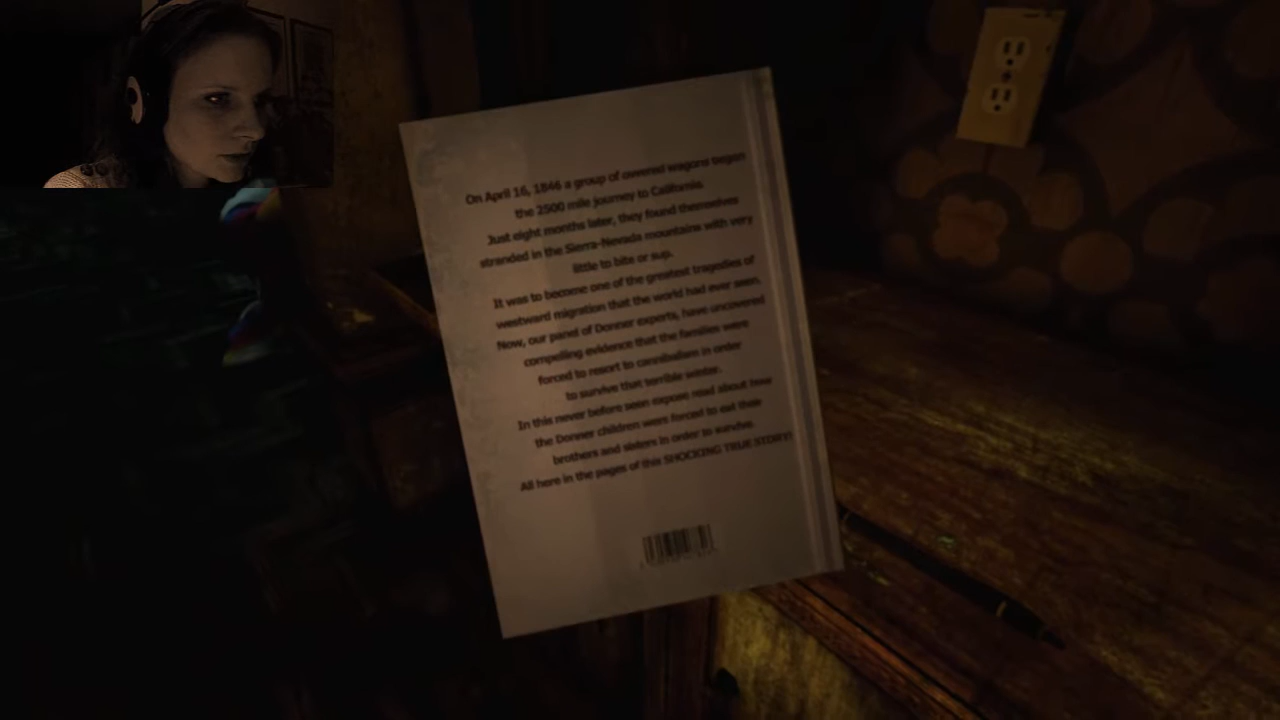 On April 16, 1846 a group of owered wagons began
the 2500 mile journey to California.
Just eight months later, they found themselves
stranded in the Sierra-Nevada mountains with very
little to bite or sup.
It was to become one of the greatest tragedies of
westward migration that the world had ever seen.
Now, our panel of Donner experts, have uncovered
compelling evidence that the families were
forced to resort to cannibalism in order
to survive that terrible winter.
In this never before seen expose read about how
the Donner children were forced to eat their
brothers and sisters in order to survive.
All here in the pages of this SHOCKING TRUE STORY!